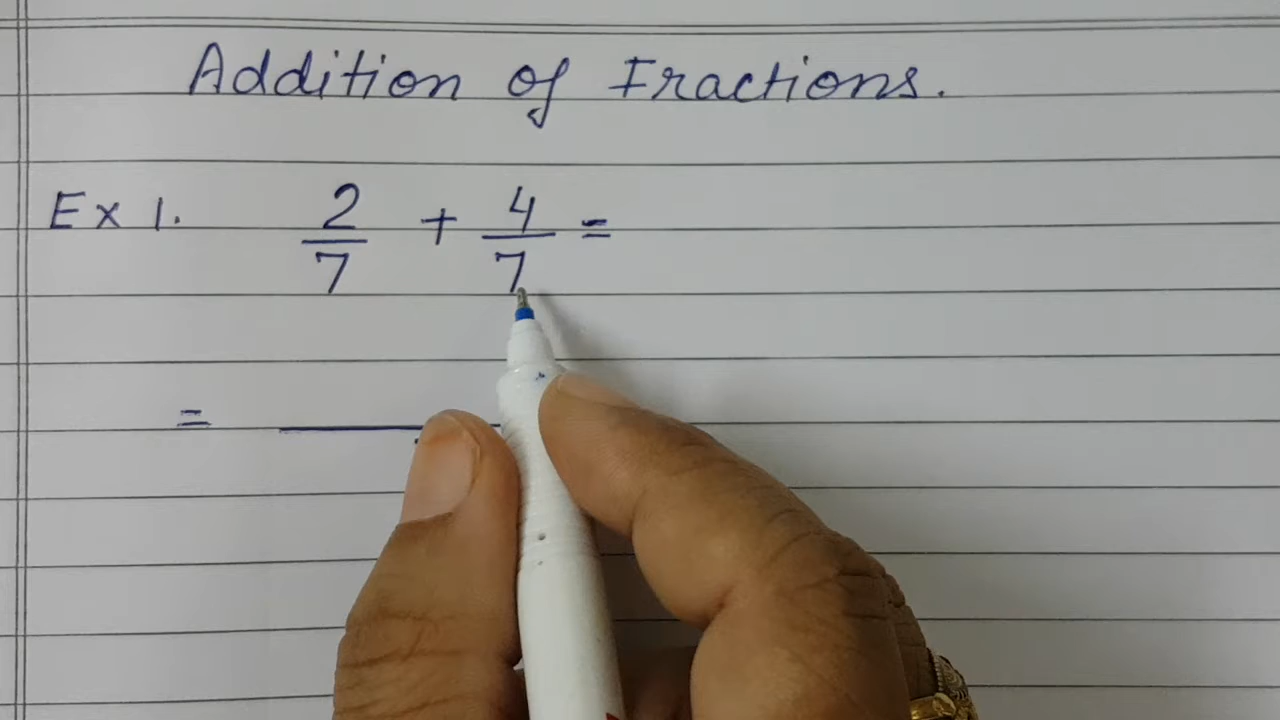 Addition of Fractions.
Ex 1. 2/7 + 4/7 =
=